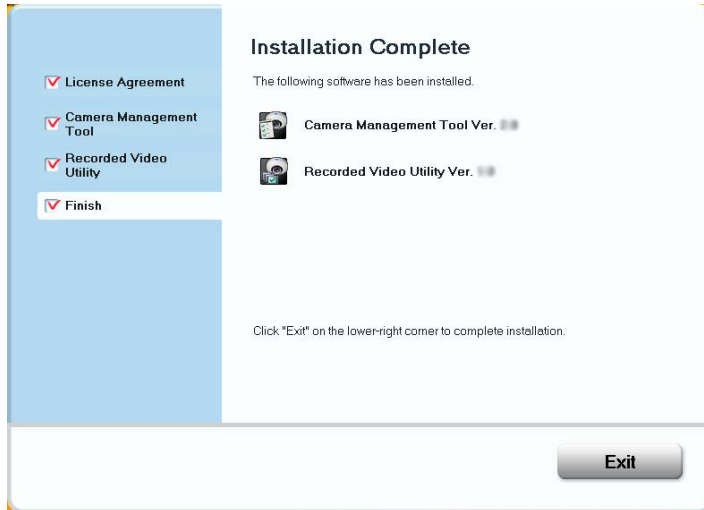 Installation Complete
License Agreement
The following software has been installed.
Camera Management
Tool
Camera Management Tool Ver.
Recorded Video
Utility
Recorded Video Utility Ver.
Finish
Click "Exit" on the lower-right corner to complete installation.
Exit